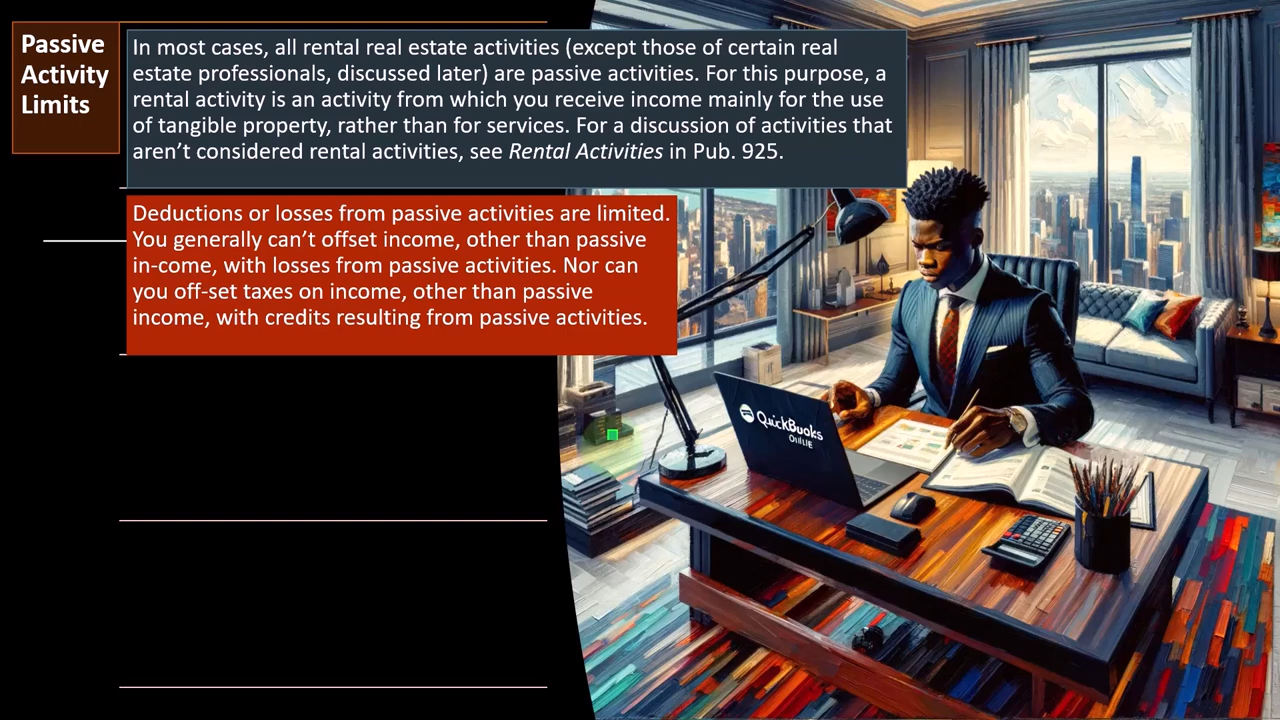 Passive
Activity
Limits
In most cases, all rental real estate activities (except those of certain real
estate professionals, discussed later) are passive activities. For this purpose, a
rental activity is an activity from which you receive income mainly for the use
of tangible property, rather than for services. For a discussion of activities that
aren’t considered rental activities, see Rental Activities in Pub. 925.
Deductions or losses from passive activities are limited.
You generally can’t offset income, other than passive
in-come, with losses from passive activities. Nor can
you off-set taxes on income, other than passive
income, with credits resulting from passive activities.
QuickBooks